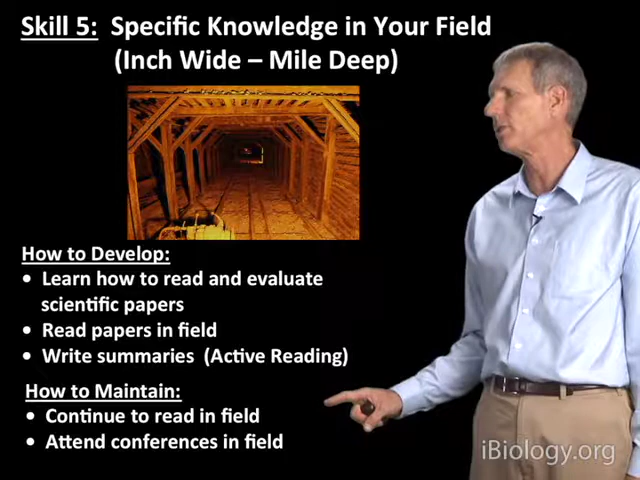 Skill 5: Specific Knowledge in Your Field
(Inch Wide – Mile Deep)
How to Develop:
• Learn how to read and evaluate
scientific papers
• Read papers in field
• Write summaries (Active Reading)
How to Maintain:
• Continue to read in field
• Attend conferences in field
iBiology.org